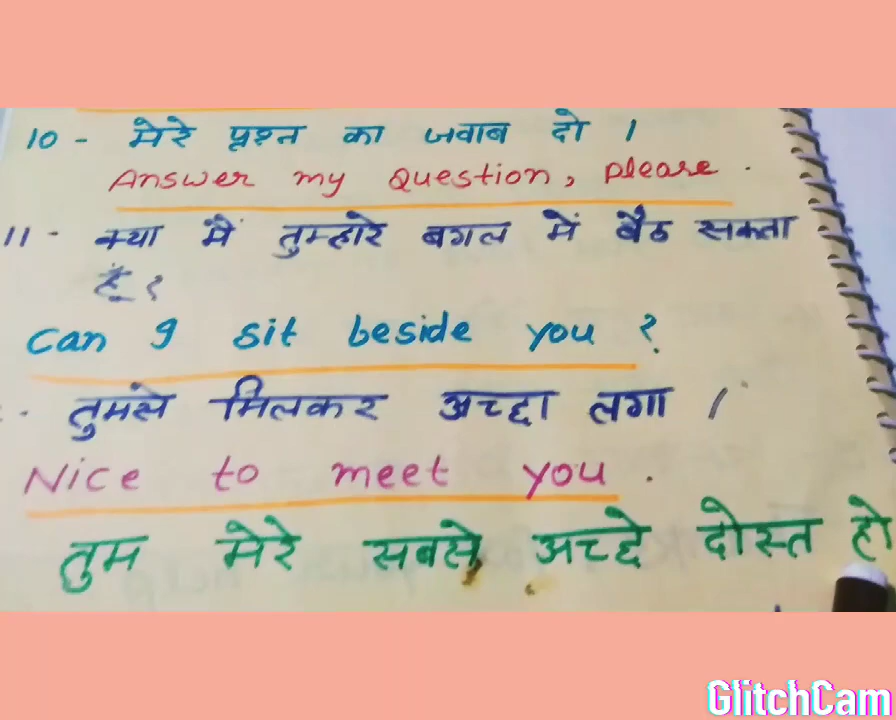 10 - मेरे प्रश्न का जवाब दो ।
Answer my Question, please.
11 - क्या मैं तुम्हारे बगल में बैठ सकता
हूँ ?
Can I sit beside you ?
तुमसे मिलकर अच्छा लगा ।
Nice to meet you.
तुम मेरे सबसे अच्छे दोस्त हो
GlitchCam